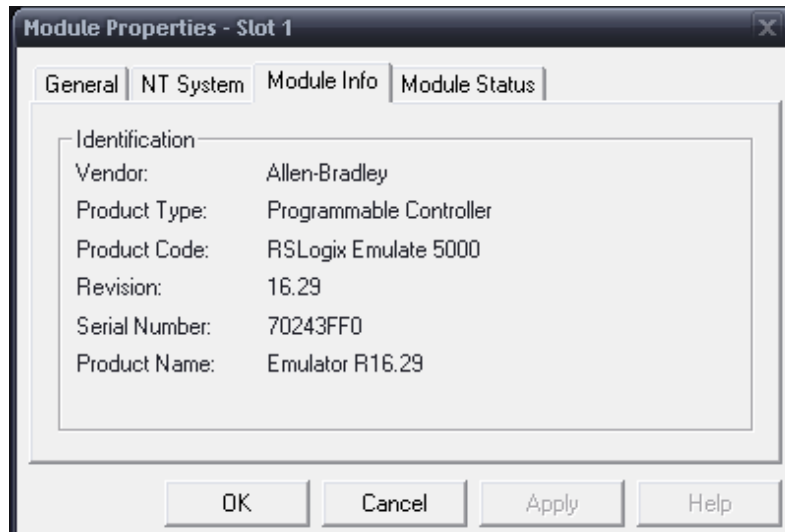 Module Properties - Slot 1
General NT System Module Info Module Status
Identification
Vendor: Allen-Bradley
Product Type: Programmable Controller
Product Code: RSLogix Emulate 5000
Revision: 16.29
Serial Number: 70243FF0
Product Name: Emulator R16.29
OK Cancel Apply Help